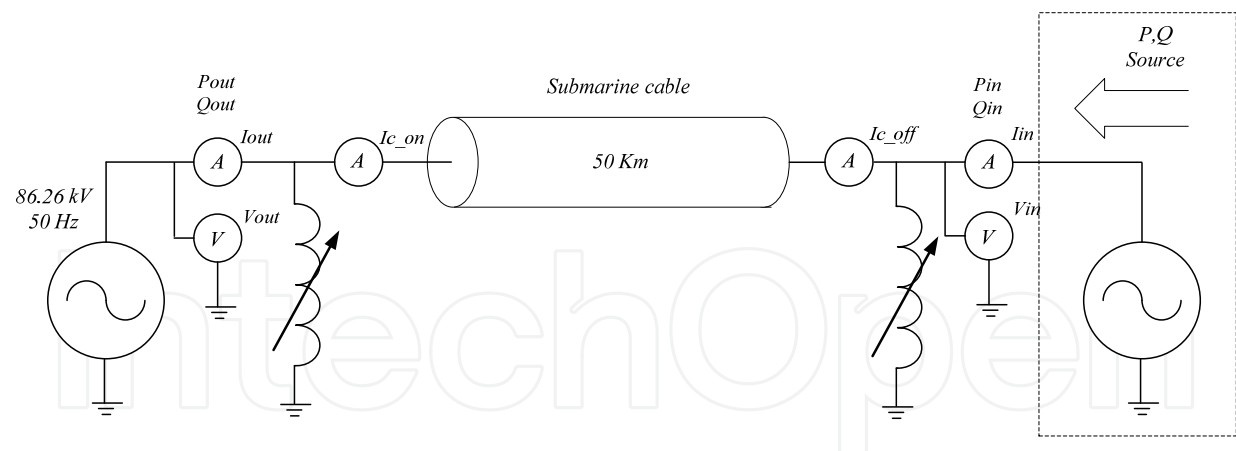 P,Q
Source
Pout
Qout
Pin
Qin
Submarine cable
Iout
Ic_on
Ic_off
Iin
A
A
50 Km
A
A
86.26 kV
50 Hz
Vout
Vin
V
V
IntechOpen